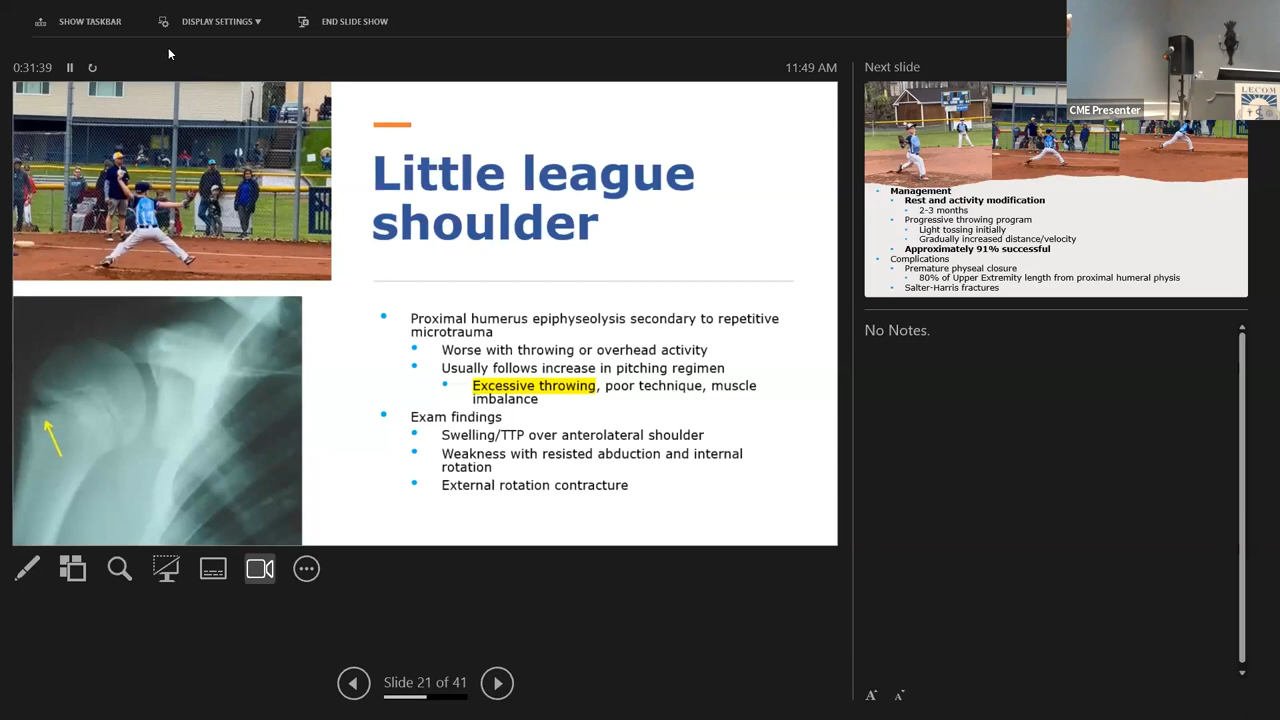 SHOW TASKBAR
DISPLAY SETTINGS ▾
END SLIDE SHOW
0:31:39
11:49 AM
Little league
shoulder
Proximal humerus epiphyseolysis secondary to repetitive
microtrauma
Worse with throwing or overhead activity
Usually follows increase in pitching regimen
Excessive throwing, poor technique, muscle
imbalance
Exam findings
Swelling/TTP over anterolateral shoulder
Weakness with resisted abduction and internal
rotation
External rotation contracture
Slide 21 of 41
Next slide
Management
Rest and activity modification
2-3 months
Progressive throwing program
Light tossing initially
Gradually increased distance/velocity
Approximately 91% successful
Complications
Premature physeal closure
80% of Upper Extremity length from proximal humeral physis
Salter-Harris fractures
No Notes.
A A
CME Presenter
LECOM